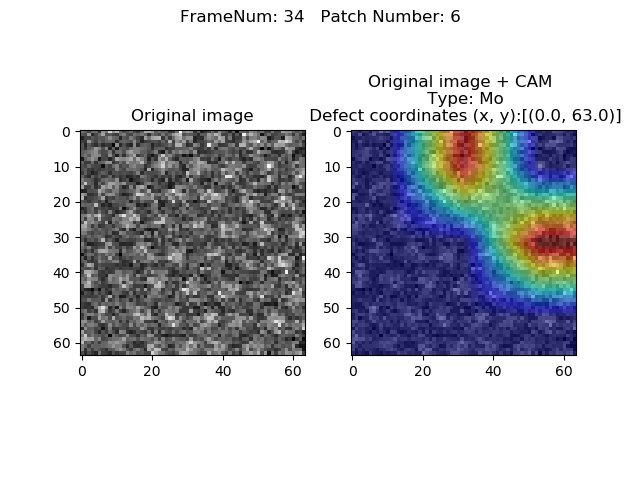 FrameNum: 34   Patch Number: 6
Original image
0
10
20
30
40
50
60
0 20 40 60
Original image + CAM
Type: Mo
Defect coordinates (x, y):[(0.0, 63.0)]
0
10
20
30
40
50
60
0 20 40 60